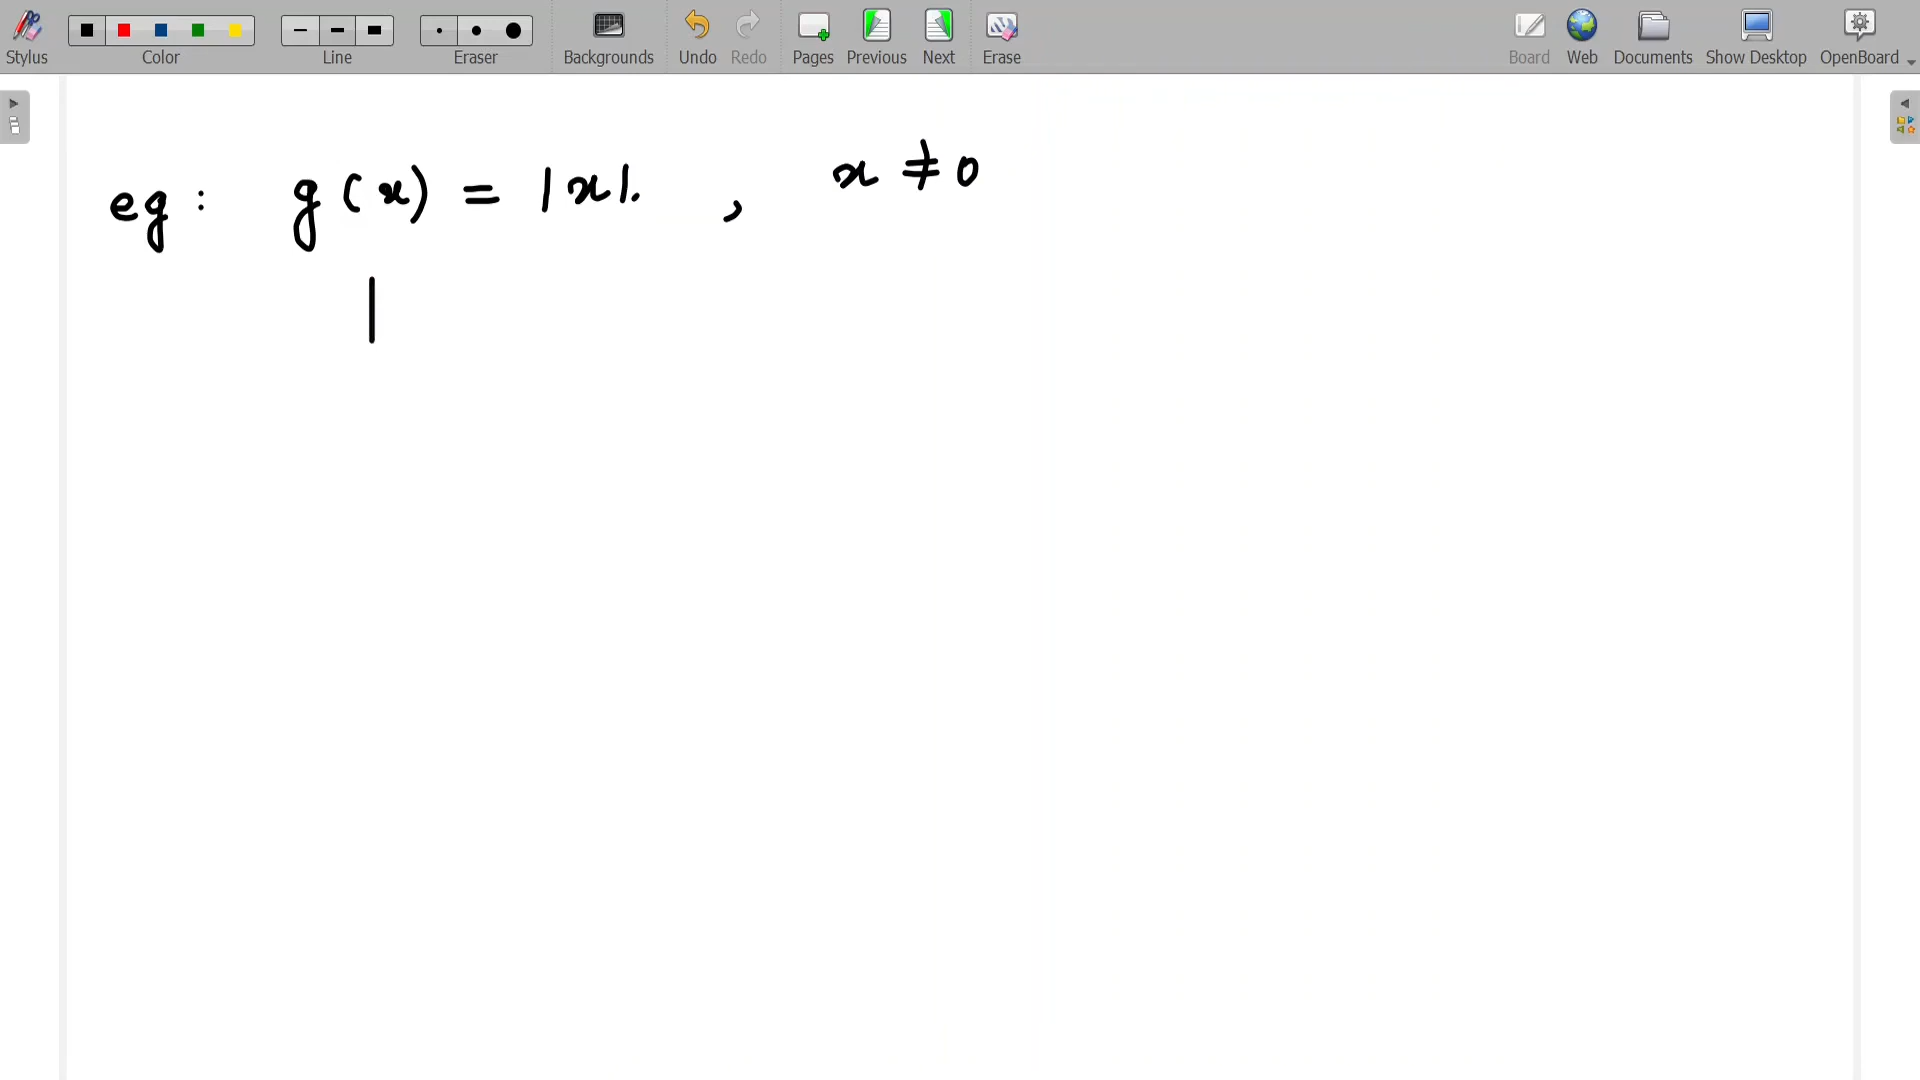 Stylus Color Line Eraser Backgrounds Undo Redo Pages Previous Next Erase Board Web Documents Show Desktop OpenBoard
eg : g(x) = |x|. , x ≠ 0
|